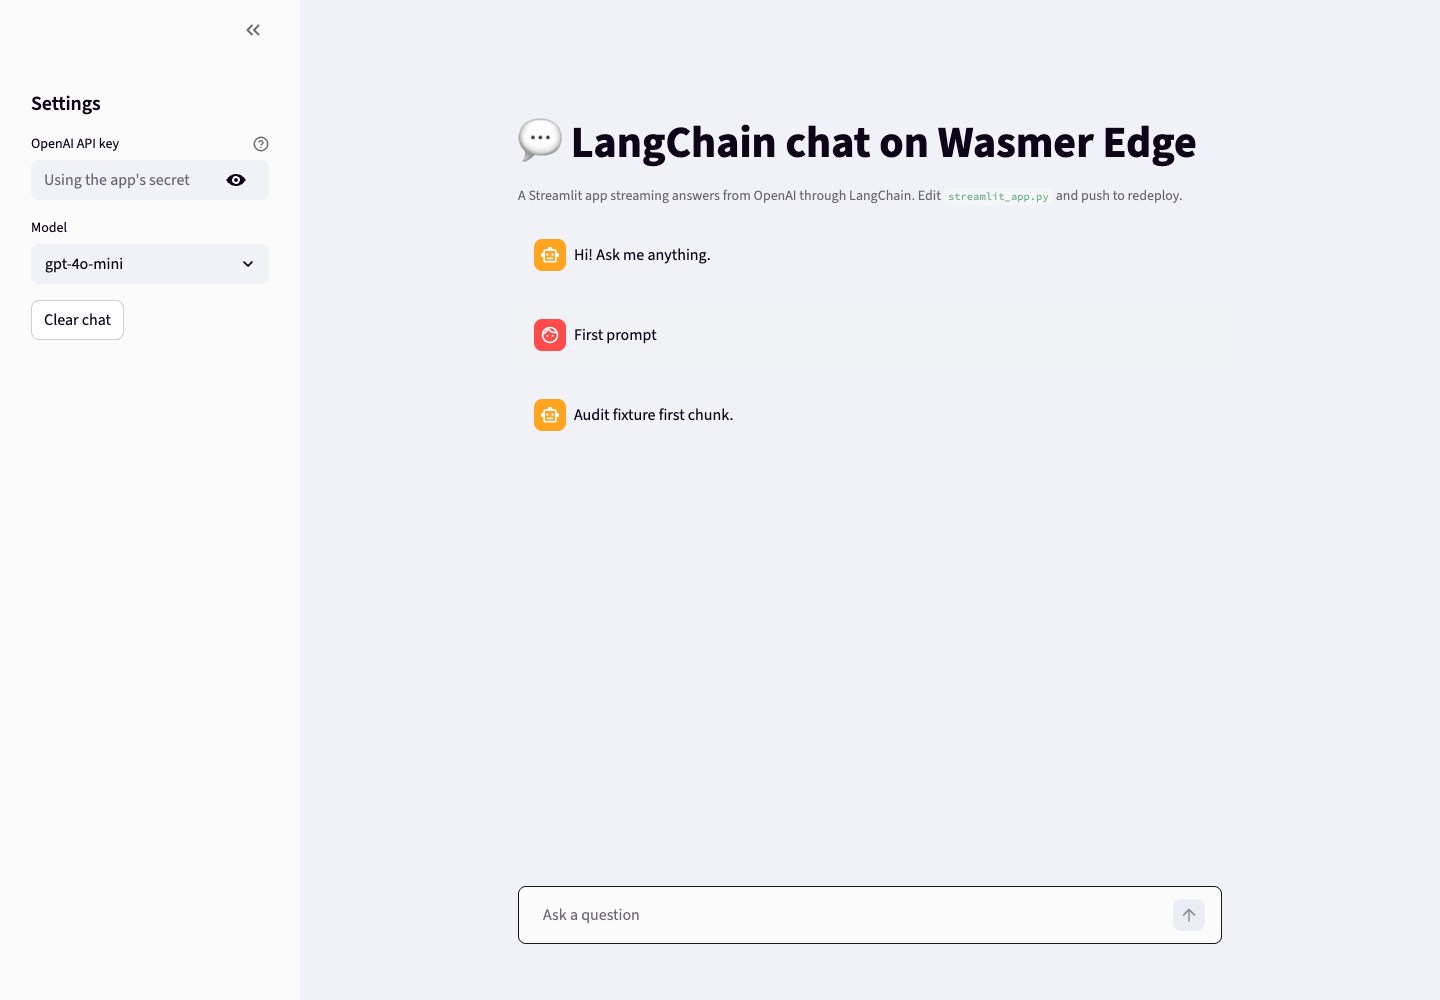 Settings
OpenAI API key
Using the app's secret
Model
gpt-4o-mini
Clear chat
LangChain chat on Wasmer Edge
A Streamlit app streaming answers from OpenAI through LangChain. Edit streamlit_app.py and push to redeploy.
Hi! Ask me anything.
First prompt
Audit fixture first chunk.
Ask a question